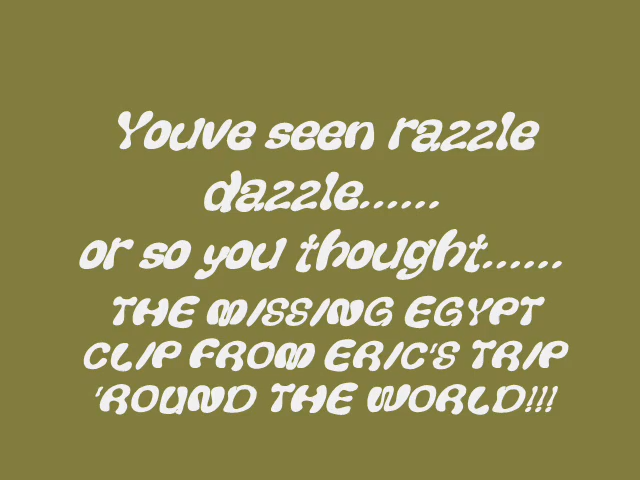 Youve seen razzle
dazzle......
or so you thought......
THE MISSING EGYPT
CLIP FROM ERIC'S TRIP
'ROUND THE WORLD!!!